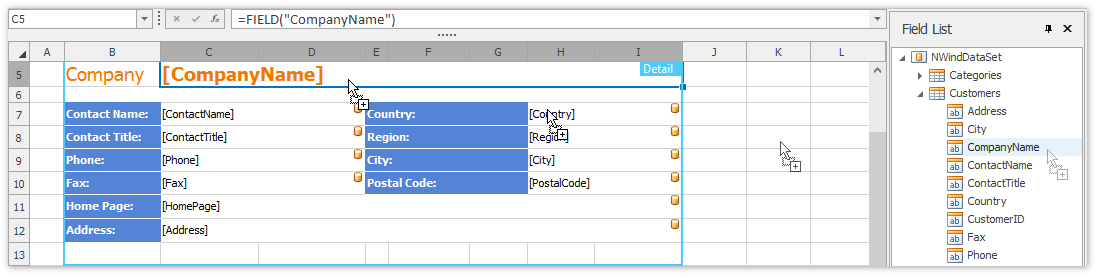 C5 =FIELD("CompanyName")
Field List
A B C D E F G H I J K L
NWindDataSet
5 Company [CompanyName] Detail
Categories
6
Customers
7 Contact Name: [ContactName] Country: [Country]
Address
8 Contact Title: [ContactTitle] Region: [Region]
City
9 Phone: [Phone] City: [City]
CompanyName
ContactName
10 Fax: [Fax] Postal Code: [PostalCode]
ContactTitle
11 Home Page: [HomePage]
Country
CustomerID
12 Address: [Address]
Fax
13
Phone